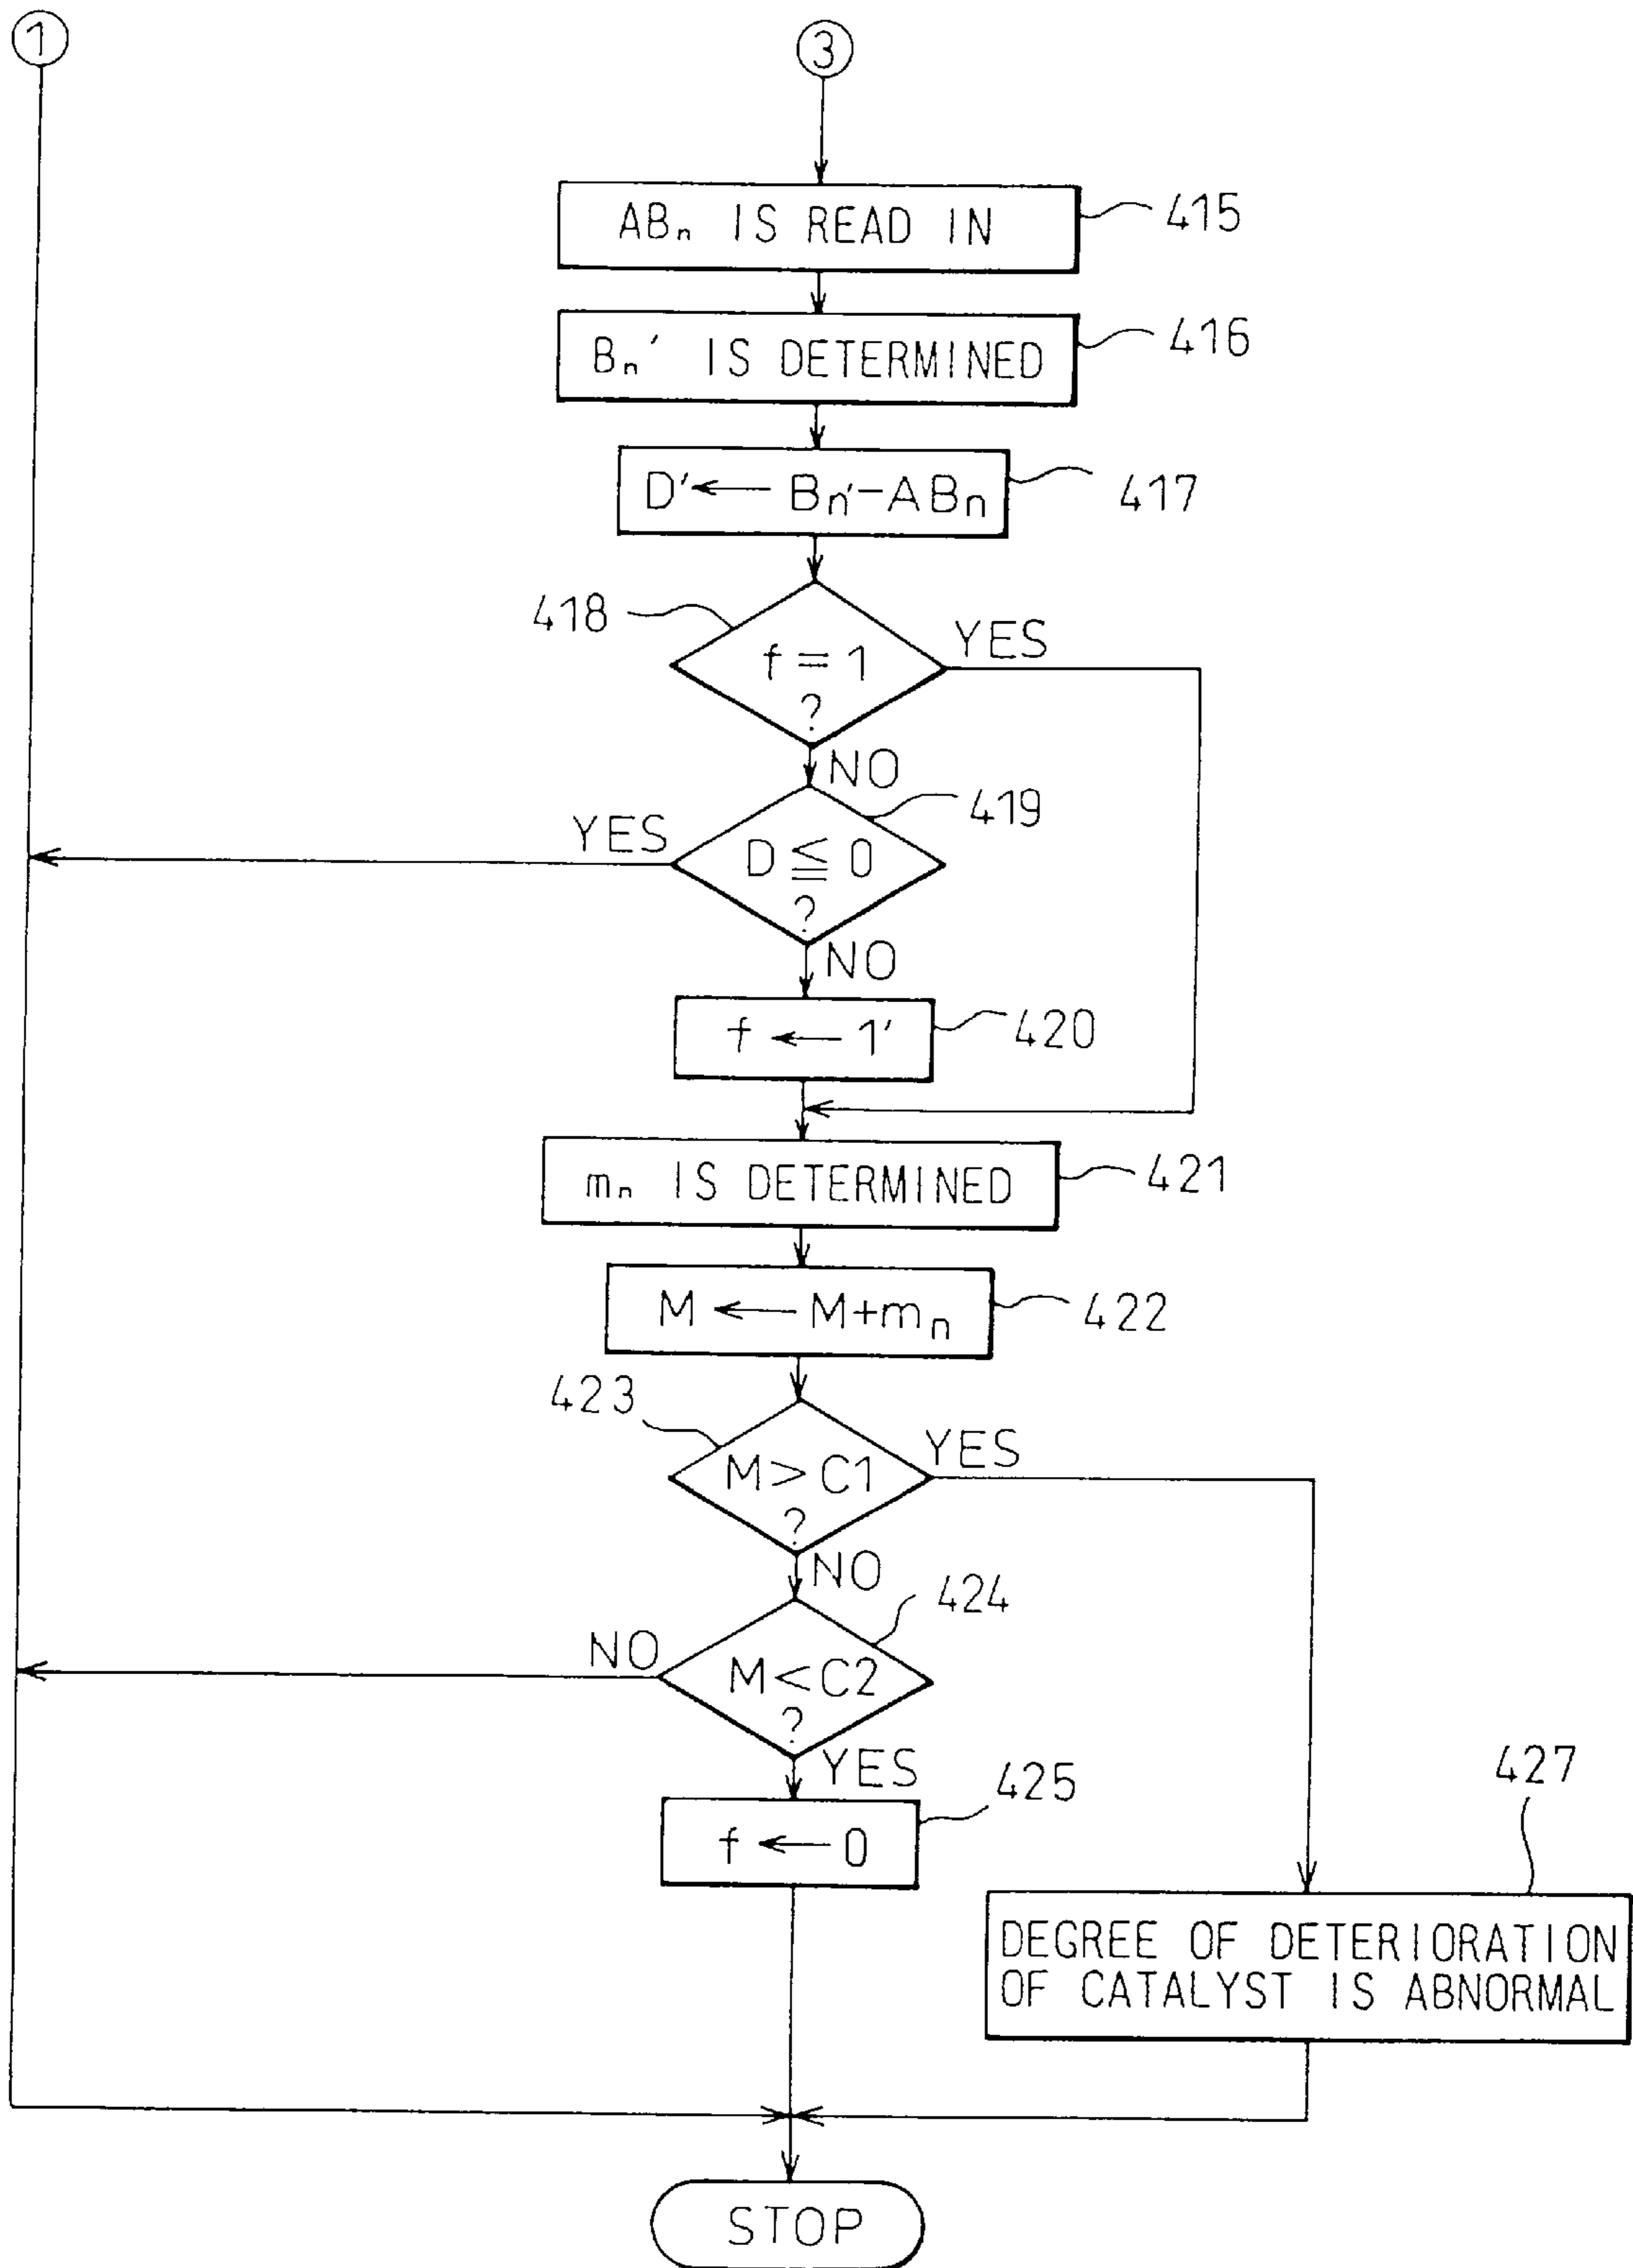 1
3
ABₙ IS READ IN
415
Bₙ′ IS DETERMINED
416
D′ ← Bₙ′−ABₙ
417
418
f = 1
?
YES
NO
419
YES
D ≦ 0
?
NO
f ← 1′
420
mₙ IS DETERMINED
421
M ← M+mₙ
422
423
M > C1
?
YES
NO
424
NO
M < C2
?
YES
425
f ← 0
427
DEGREE OF DETERIORATION
OF CATALYST IS ABNORMAL
STOP